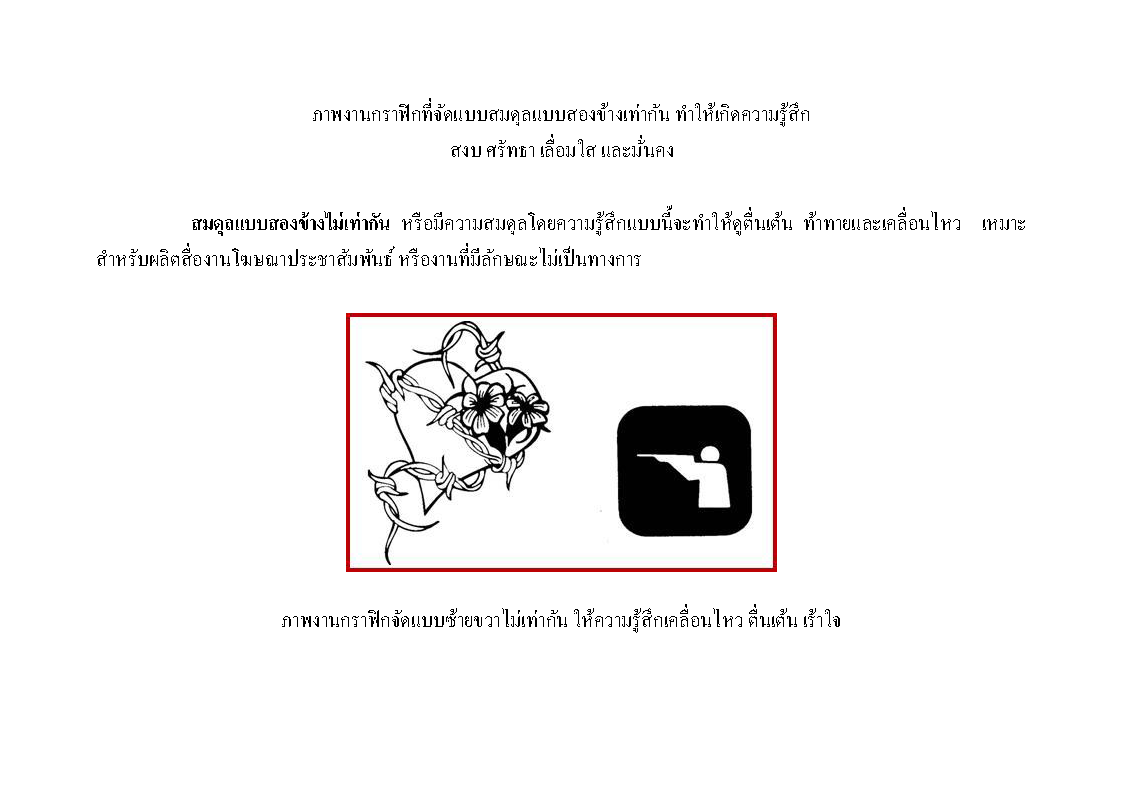 ภาพงานกราฟิกที่จัดแบบสมดุลแบบสองข้างเท่ากัน ทำให้เกิดความรู้สึก
สงบ ศรัทธา เลื่อมใส และมั่นคง
สมดุลแบบสองข้างไม่เท่ากัน หรือมีความสมดุลโดยความรู้สึกแบบนี้จะทำให้ดูตื่นเต้น ท้าทายและเคลื่อนไหว เหมาะ
สำหรับผลิตสื่องานโฆษณาประชาสัมพันธ์ หรืองานที่มีลักษณะไม่เป็นทางการ
ภาพงานกราฟิกจัดแบบซ้ายขวาไม่เท่ากัน ให้ความรู้สึกเคลื่อนไหว ตื่นเต้น เร้าใจ